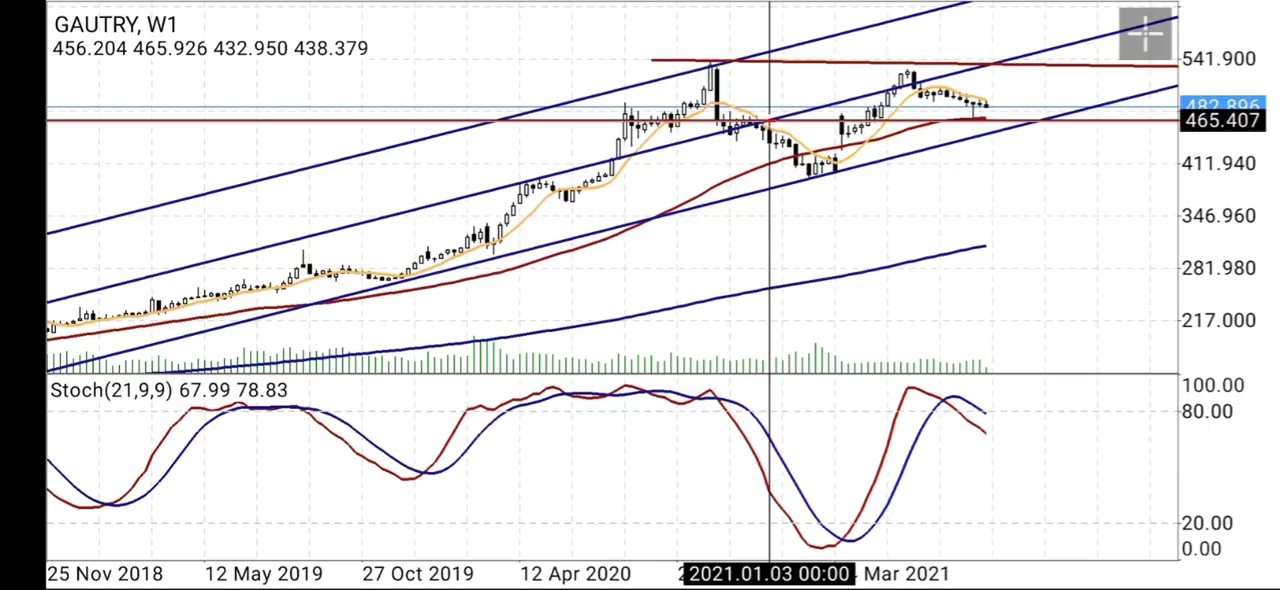 GAUTRY, W1
456.204 465.926 432.950 438.379
541.900
482.896
465.407
411.940
346.960
281.980
217.000
Stoch(21,9,9) 67.99 78.83
100.00
80.00
20.00
0.00
25 Nov 2018 12 May 2019 27 Oct 2019 12 Apr 2020 2021.01.03 00:00 Mar 2021